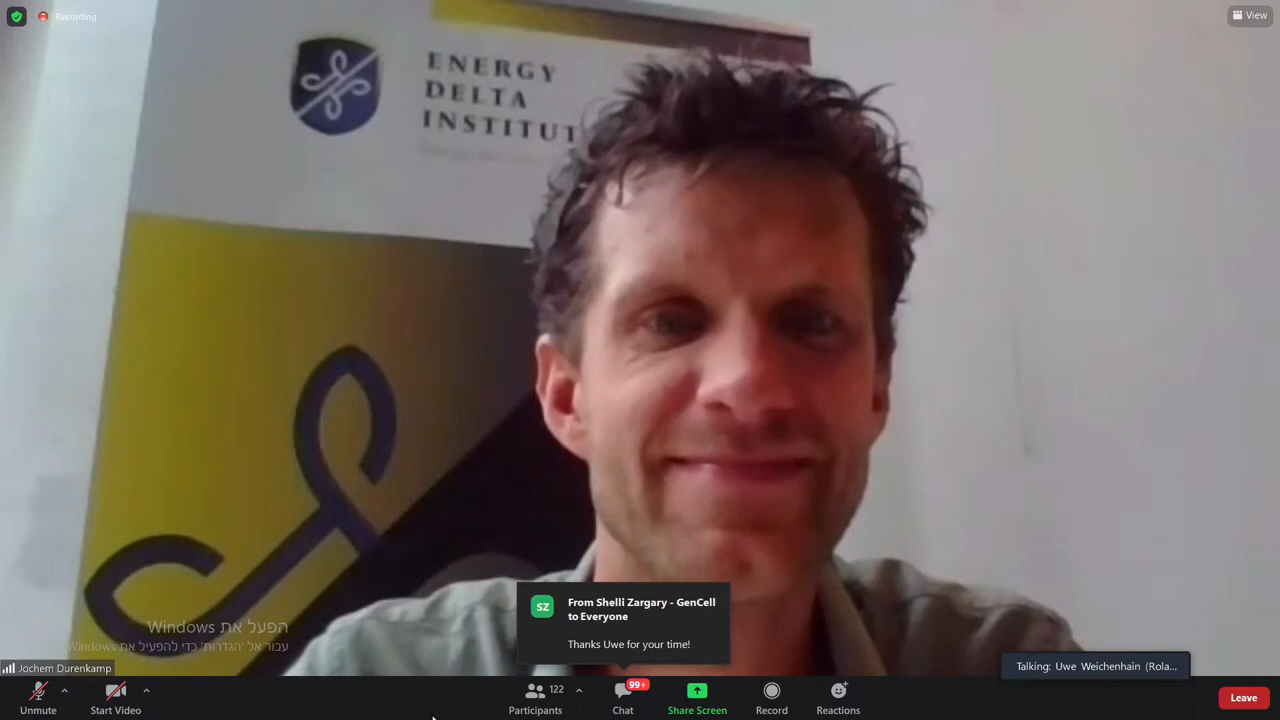 Recording
View
ENERGY
DELTA
INSTITUT
From Shelli Zargary - GenCell
to Everyone
SZ
Thanks Uwe for your time!
הפעל את Windows
עבור אל 'הגדרות' כדי להפעיל את Windows
Jochem Durenkamp
Talking: Uwe Weichenhain (Rola...
Unmute
Start Video
122
Participants
99+
Chat
Share Screen
Record
Reactions
Leave